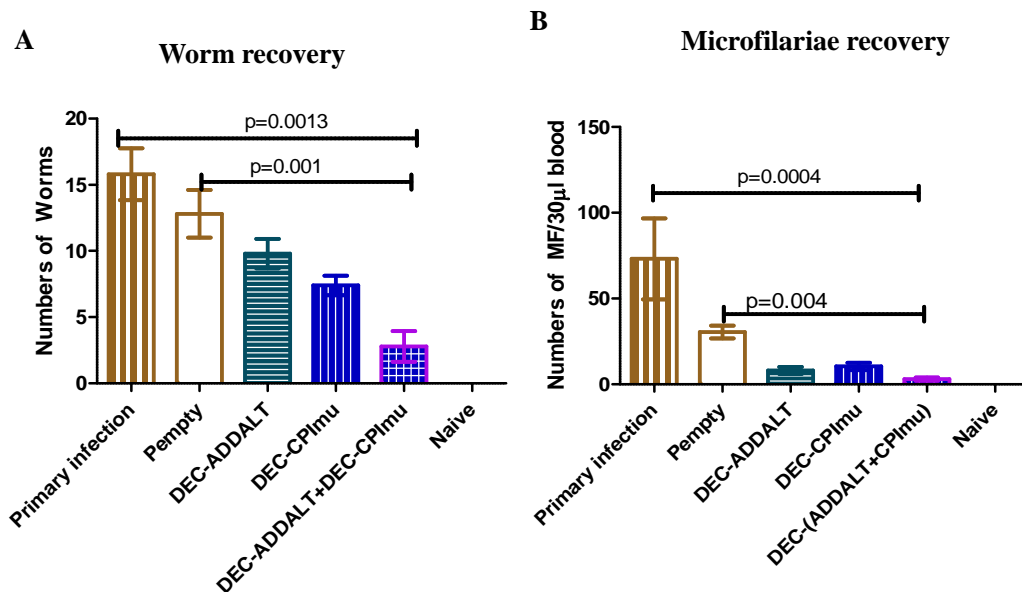 A
Worm recovery
Numbers of Worms
20
15
10
5
0
p=0.0013
p=0.001
Primary infection
Pempty
DEC-ADDALT
DEC-CPImu
DEC-ADDALT+DEC-CPImu
Naive
B
Microfilariae recovery
Numbers of MF/30µl blood
150
100
50
0
p=0.0004
p=0.004
Primary infection
Pempty
DEC-ADDALT
DEC-CPImu
DEC-(ADDALT+CPImu)
Naive